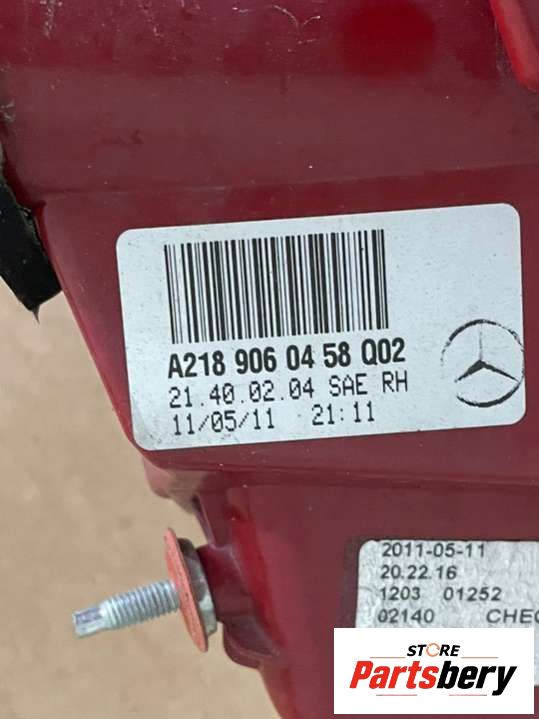 A218 906 04 58 Q02
21.40.02.04 SAE RH
11/05/11 21:11
2011-05-11
20.22.16
1203 01252
02140 CHEC
STORE
Partsbery